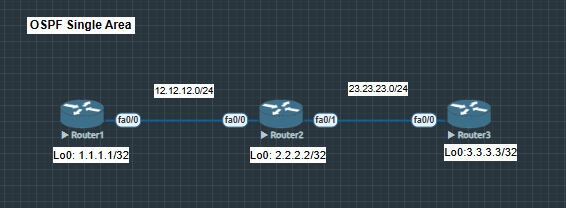 OSPF Single Area
12.12.12.0/24
23.23.23.0/24
fa0/0
fa0/0
fa0/1
fa0/0
Router1
Router2
Router3
Lo0: 1.1.1.1/32
Lo0: 2.2.2.2/32
Lo0:3.3.3.3/32